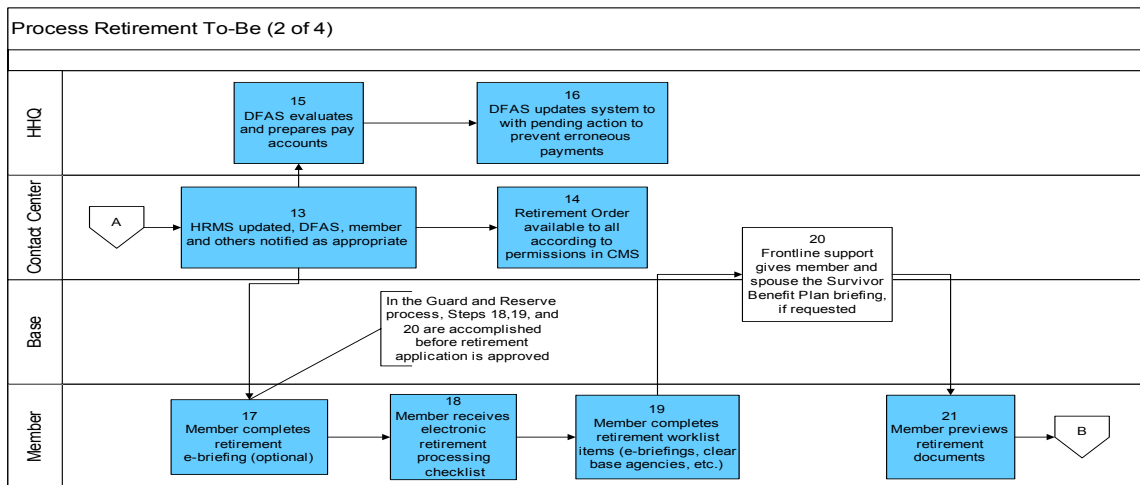 Process Retirement To-Be (2 of 4)
HHQ
15
DFAS evaluates
and prepares pay
accounts
16
DFAS updates system to
with pending action to
prevent erroneous
payments
Contact Center
A
13
HRMS updated, DFAS, member
and others notified as appropriate
14
Retirement Order
available to all
according to
permissions in CMS
20
Frontline support
gives member and
spouse the Survivor
Benefit Plan briefing,
if requested
Base
In the Guard and Reserve
process, Steps 18,19, and
20 are accomplished
before retirement
application is approved
Member
17
Member completes
retirement
e-briefing (optional)
18
Member receives
electronic
retirement
processing
checklist
19
Member completes
retirement worklist
items (e-briefings, clear
base agencies, etc.)
21
Member previews
retirement
documents
B